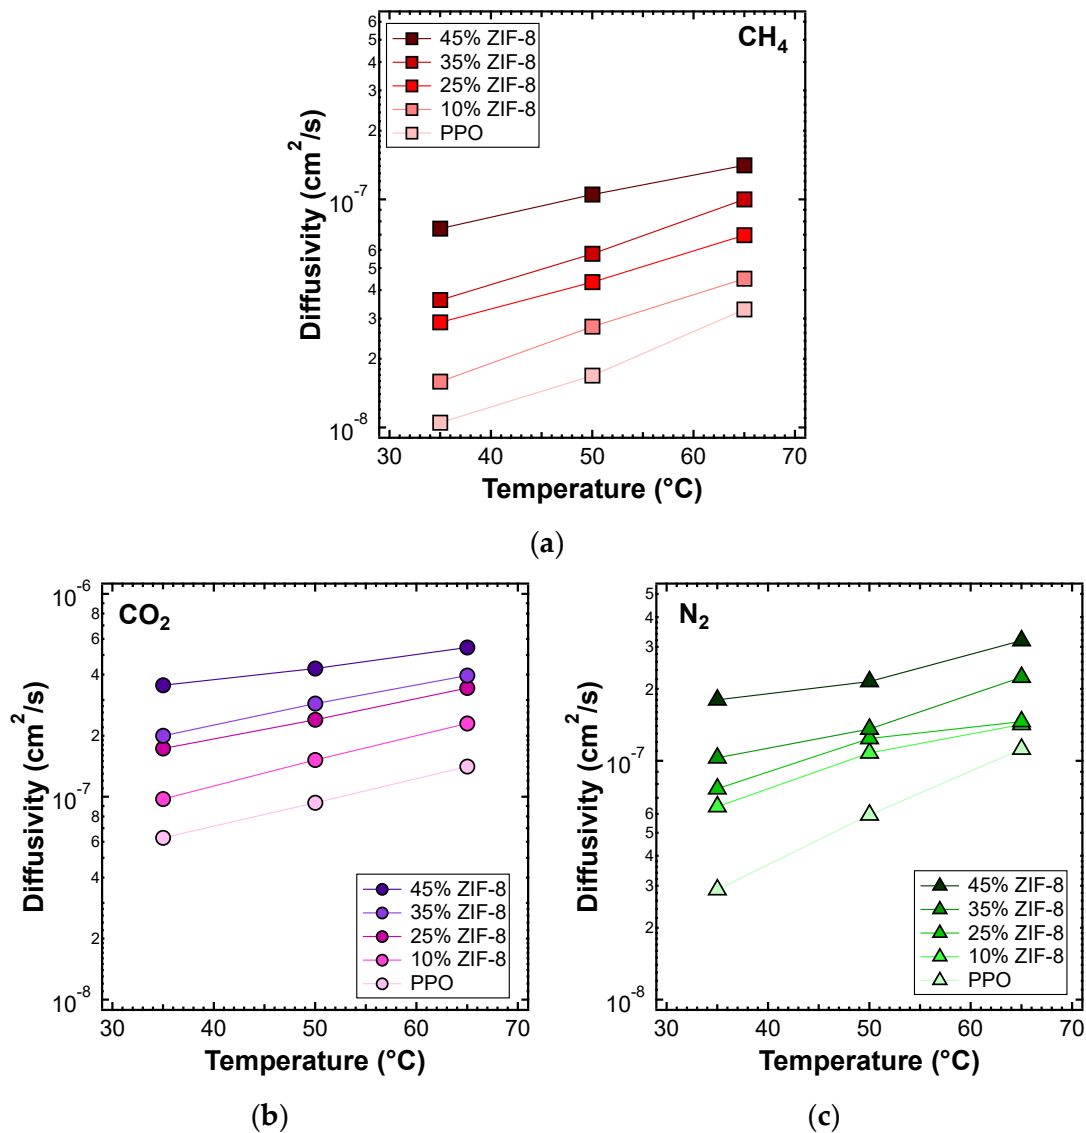 CH4
45% ZIF-8
35% ZIF-8
25% ZIF-8
10% ZIF-8
PPO
Diffusivity (cm2/s)
5
4
3
2
10-7
6
5
4
3
2
10-8
30 40 50 60 70
Temperature (°C)
(a)
CO2
Diffusivity (cm2/s)
10-6
8
6
4
2
10-7
8
6
4
2
10-8
45% ZIF-8
35% ZIF-8
25% ZIF-8
10% ZIF-8
PPO
30 40 50 60 70
Temperature (°C)
(b)
N2
Diffusivity (cm2/s)
5
4
3
2
10-7
8
6
5
4
3
2
10-8
45% ZIF-8
35% ZIF-8
25% ZIF-8
10% ZIF-8
PPO
30 40 50 60 70
Temperature (°C)
(c)